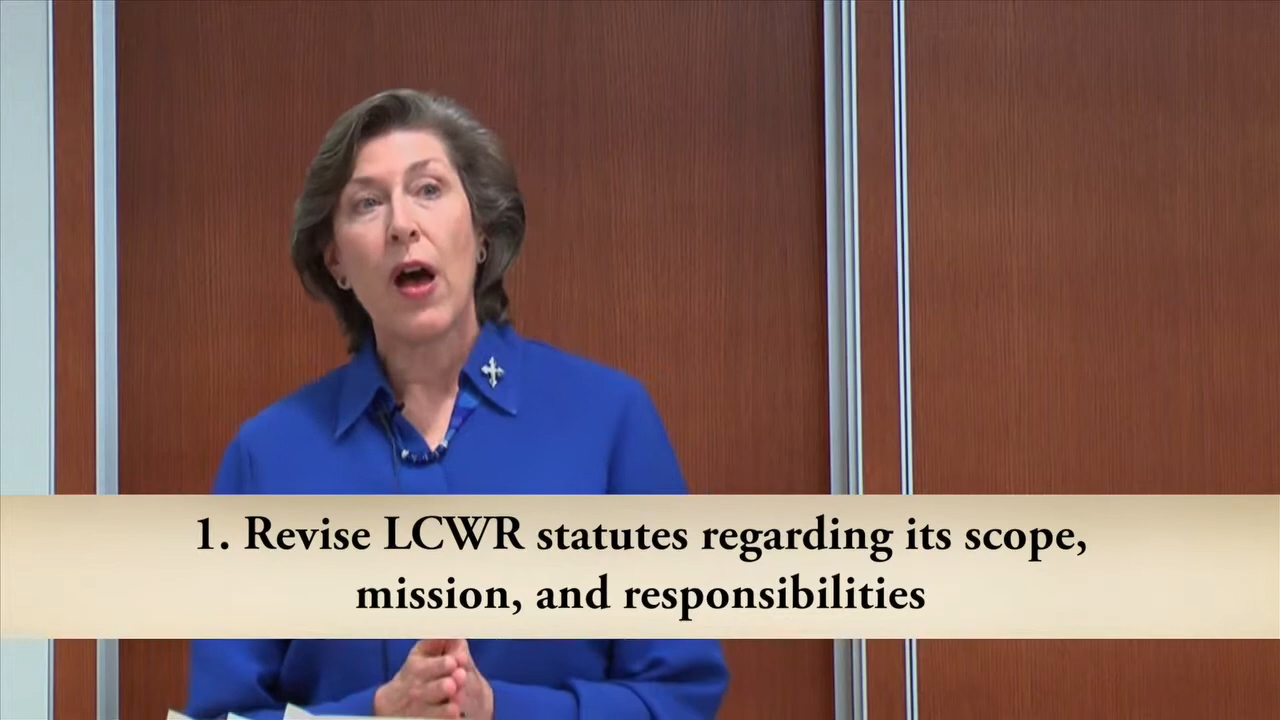 1. Revise LCWR statutes regarding its scope,
mission, and responsibilities